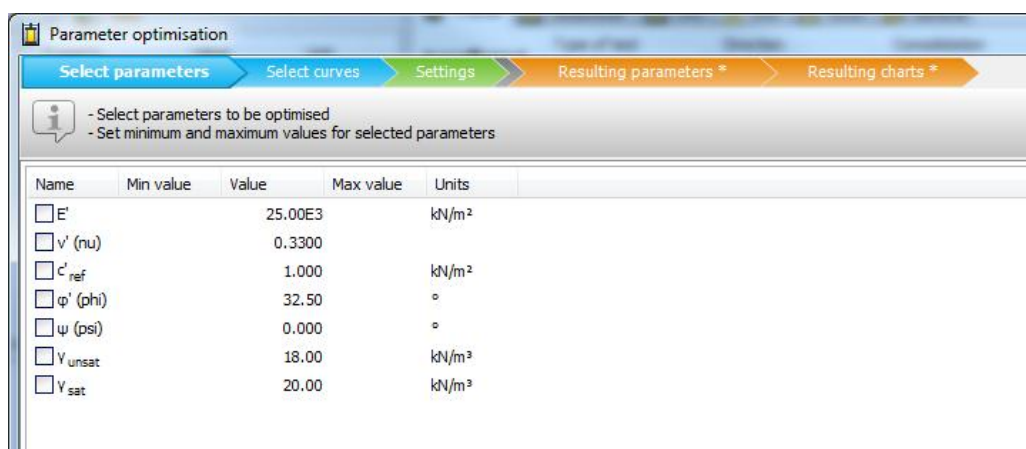 Parameter optimisation
Select parameters Select curves Settings Resulting parameters * Resulting charts *
- Select parameters to be optimised
- Set minimum and maximum values for selected parameters
Name Min value Value Max value Units
E' 25.00E3 kN/m²
ν' (nu) 0.3300
c'ref 1.000 kN/m²
φ' (phi) 32.50 °
ψ (psi) 0.000 °
γunsat 18.00 kN/m³
γsat 20.00 kN/m³